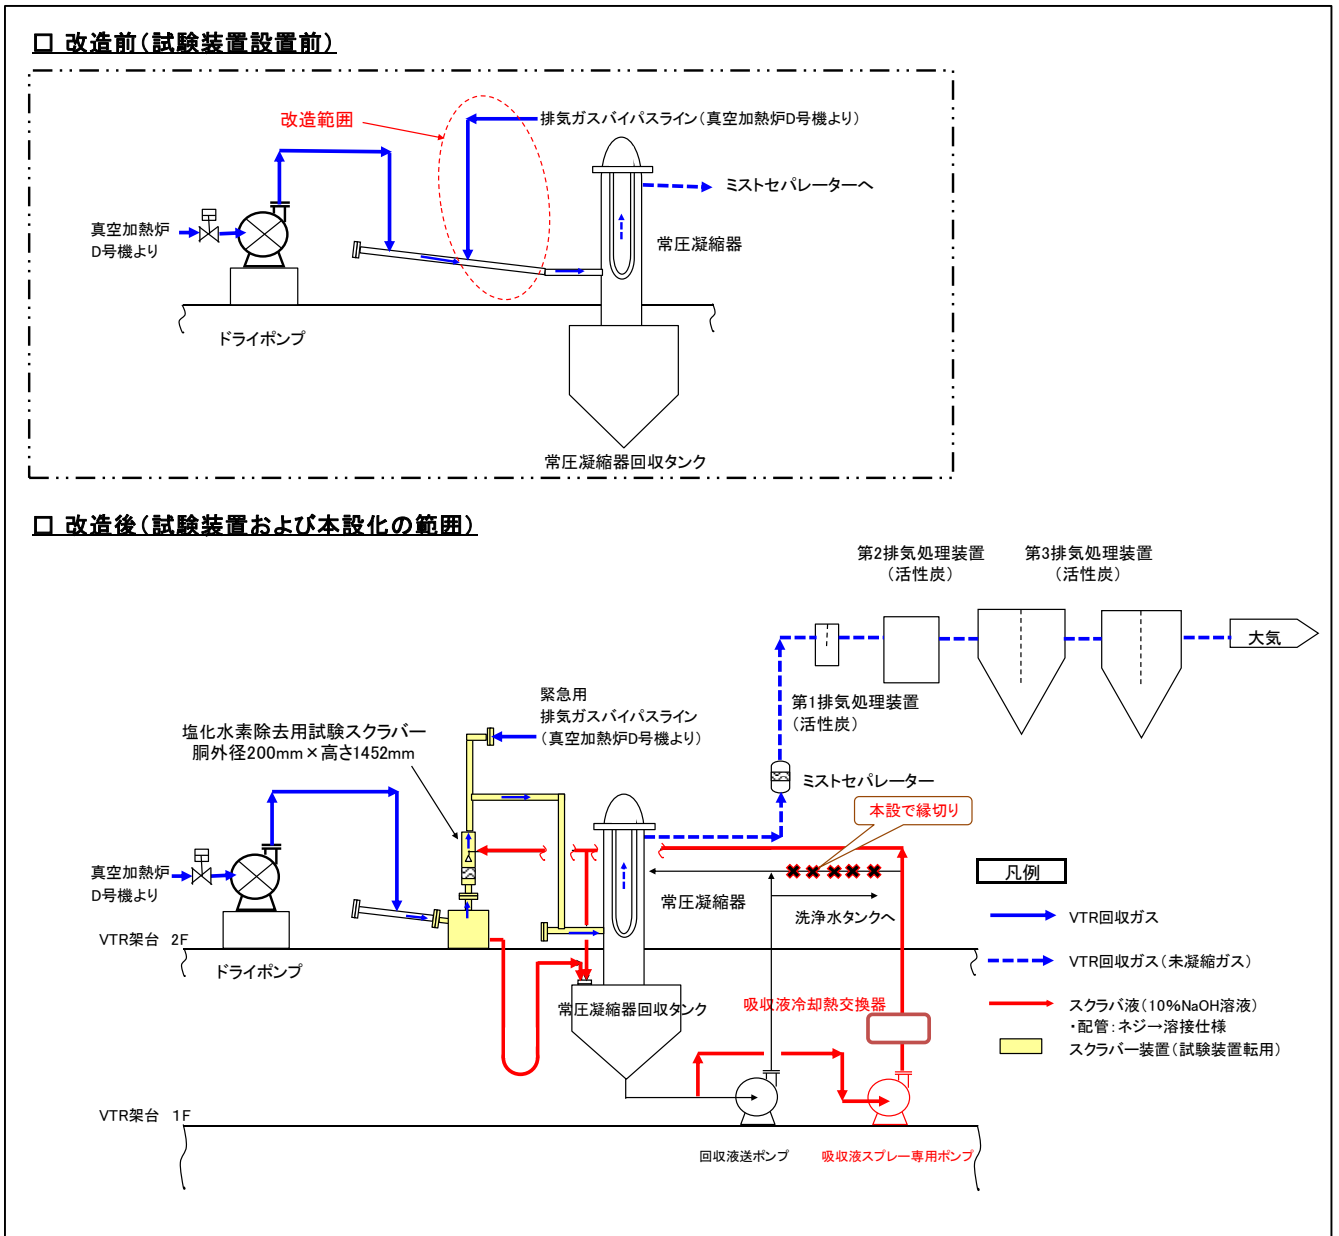 □ 改造前（試験装置設置前）
改造範囲
排気ガスバイパスライン（真空加熱炉D号機より）
ミストセパレーターへ
真空加熱炉
D号機より
常圧凝縮器
ドライポンプ
常圧凝縮器回収タンク
□ 改造後（試験装置および本設化の範囲）
第2排気処理装置
（活性炭）
第3排気処理装置
（活性炭）
大気
緊急用
排気ガスバイパスライン
（真空加熱炉D号機より）
第1排気処理装置
（活性炭）
塩化水素除去用試験スクラバー
胴外径200mm×高さ1452mm
ミストセパレーター
本設で縁切り
真空加熱炉
D号機より
常圧凝縮器
洗浄水タンクへ
凡例
VTR回収ガス
VTR回収ガス（未凝縮ガス）
スクラバ液（10%NaOH溶液）
・配管：ネジ→溶接仕様
スクラバー装置（試験装置転用）
VTR架台 2F
ドライポンプ
常圧凝縮器回収タンク
吸収液冷却熱交換器
VTR架台 1F
回収液送ポンプ
吸収液スプレー専用ポンプ